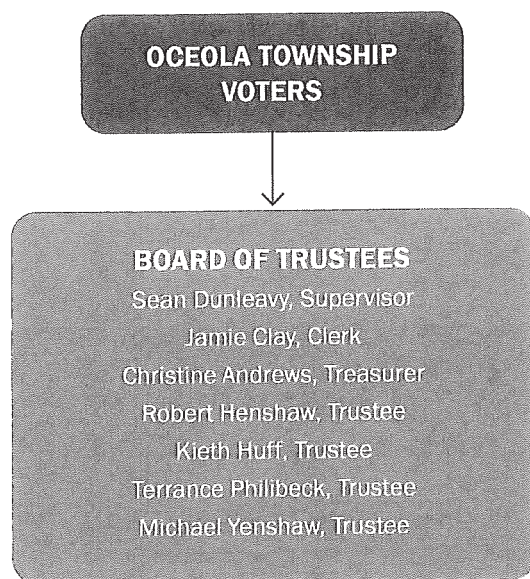 OCEOLA TOWNSHIP
VOTERS
BOARD OF TRUSTEES
Sean Dunleavy, Supervisor
Jamie Clay, Clerk
Christine Andrews, Treasurer
Robert Henshaw, Trustee
Kieth Huff, Trustee
Terrance Philibeck, Trustee
Michael Yenshaw, Trustee